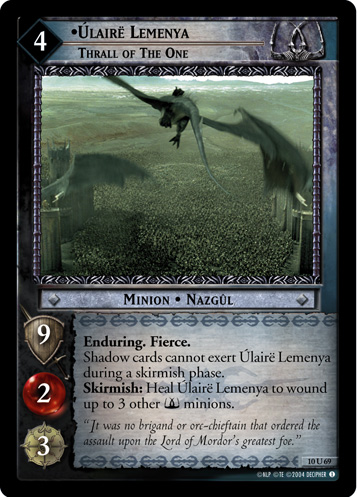 4
•Úlairë Lemenya
Thrall of The One
Minion • Nazgûl
9
Enduring. Fierce.
Shadow cards cannot exert Úlairë Lemenya
during a skirmish phase.
2
Skirmish: Heal Úlairë Lemenya to wound
up to 3 other minions.
3
"It was no brigand or orc-chieftain that ordered the
assault upon the Lord of Mordor's greatest foe."
10 U 69
©NLP ™©TE ©2004 DECIPHER